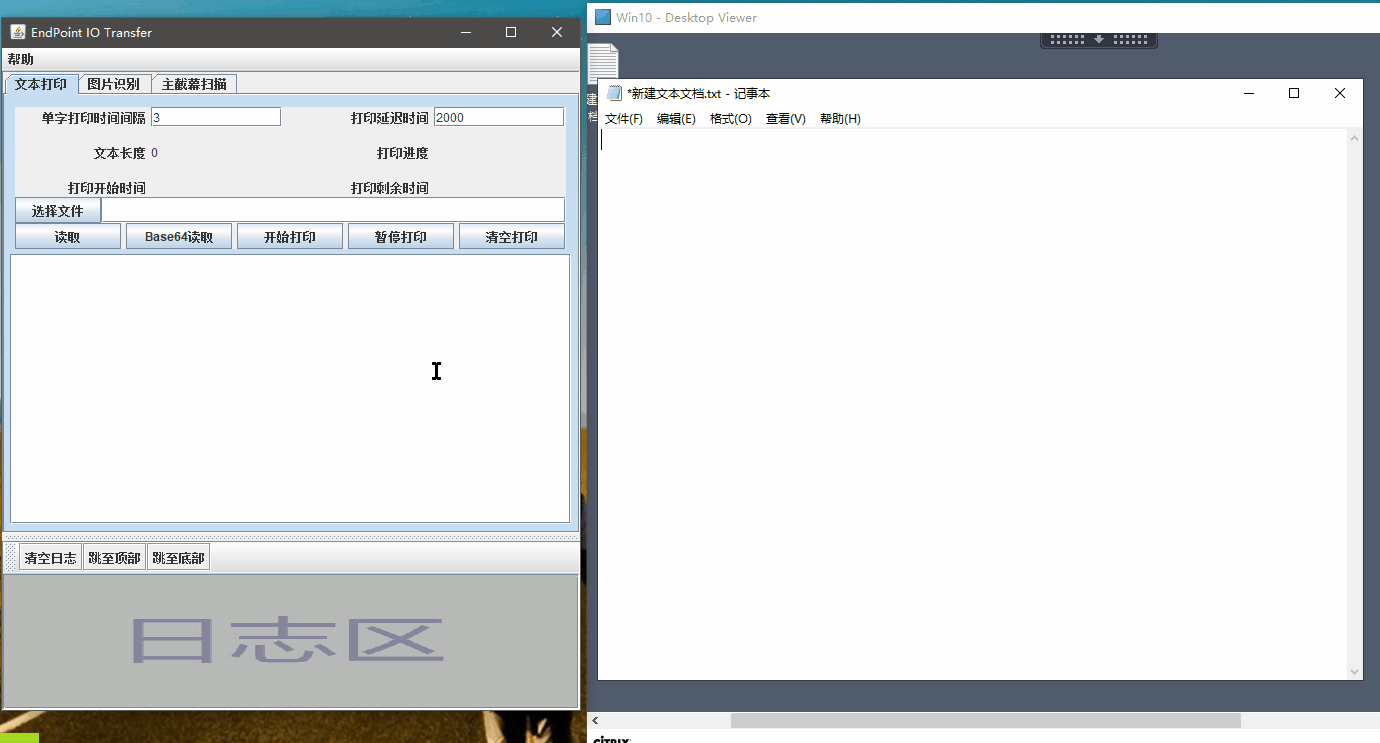 EndPoint IO Transfer
帮助
文本打印 图片识别 主截幕扫描
单字打印时间间隔 3 打印延迟时间 2000
文本长度 0 打印进度
打印开始时间 打印剩余时间
选择文件
读取 Base64读取 开始打印 暂停打印 清空打印
清空日志 跳至顶部 跳至底部
日志区
Win10 - Desktop Viewer
建
档
*新建文本文档.txt - 记事本
文件(F) 编辑(E) 格式(O) 查看(V) 帮助(H)
CITRIX